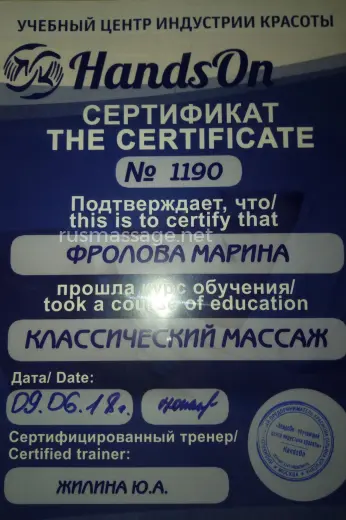 УЧЕБНЫЙ ЦЕНТР ИНДУСТРИИ КРАСОТЫ
HandsOn
СЕРТИФИКАТ
THE CERTIFICATE
№ 1190
Подтверждает, что/
this is to certify that
rusmassage.net
ФРОЛОВА МАРИНА
прошла курс обучения/
took a course of education
КЛАССИЧЕСКИЙ МАССАЖ
Дата/ Date:
09.06.18г.
Сертифицированный тренер/
Certified trainer:
ЖИЛИНА Ю.А.
HandsOn